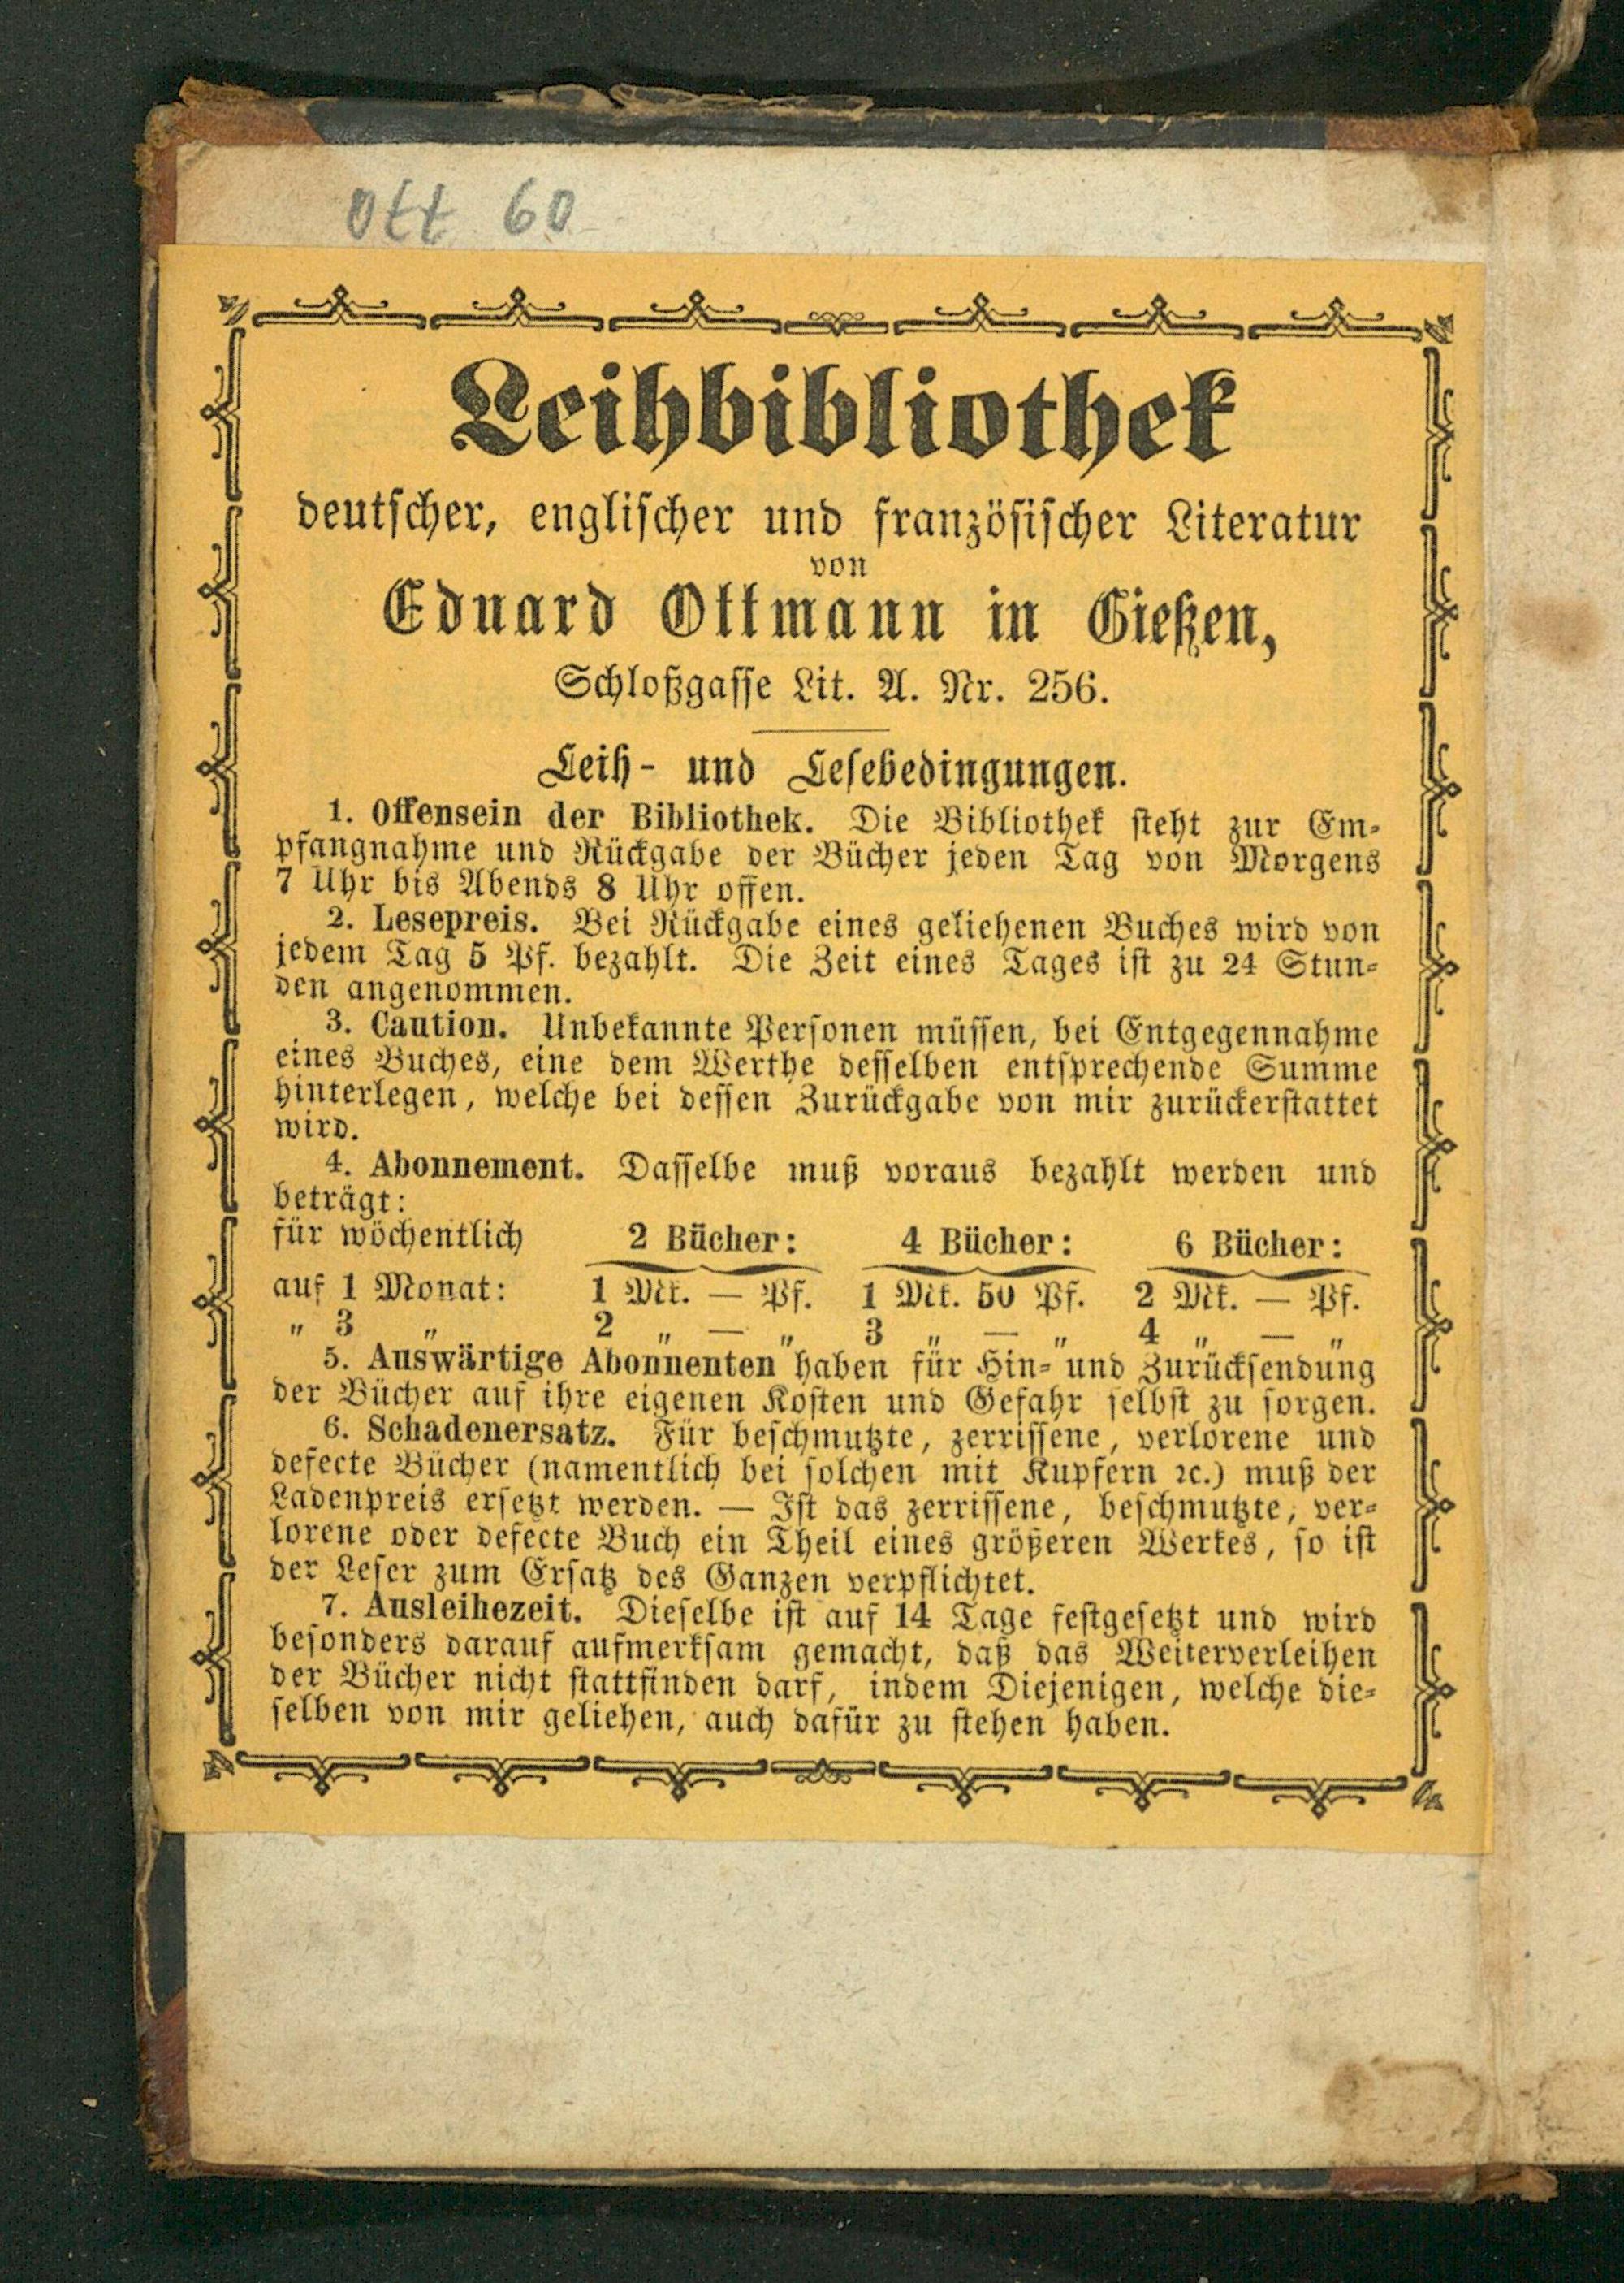 Ott 60
Leihbibliothek
deutscher, englischer und französischer Literatur
von
Eduard Ottmann in Gießen,
Schloßgasse Lit. A. Nr. 256.
Leih- und Lesebedingungen.
1. Offensein der Bibliothek. Die Bibliothek steht zur Em-
pfangnahme und Rückgabe der Bücher jeden Tag von Morgens
7 Uhr bis Abends 8 Uhr offen.
2. Lesepreis. Bei Rückgabe eines geliehenen Buches wird von
jedem Tag 5 Pf. bezahlt. Die Zeit eines Tages ist zu 24 Stun-
den angenommen.
3. Caution. Unbekannte Personen müssen, bei Entgegennahme
eines Buches, eine dem Werthe desselben entsprechende Summe
hinterlegen, welche bei dessen Zurückgabe von mir zurückerstattet
wird.
4. Abonnement. Dasselbe muß voraus bezahlt werden und
beträgt:
für wöchentlich 2 Bücher: 4 Bücher: 6 Bücher:
auf 1 Monat: 1 Mk. — Pf. 1 Mk. 50 Pf. 2 Mk. — Pf.
„ 3 „ 2 „ — „ 3 „ — „ 4 „ — „
5. Auswärtige Abonnenten haben für Hin- und Zurücksendung
der Bücher auf ihre eigenen Kosten und Gefahr selbst zu sorgen.
6. Schadenersatz. Für beschmutzte, zerrissene, verlorene und
defecte Bücher (namentlich bei solchen mit Kupfern ꝛc.) muß der
Ladenpreis ersetzt werden. — Ist das zerrissene, beschmutzte, ver-
lorene oder defecte Buch ein Theil eines größeren Werkes, so ist
der Leser zum Ersatz des Ganzen verpflichtet.
7. Ausleihezeit. Dieselbe ist auf 14 Tage festgesetzt und wird
besonders darauf aufmerksam gemacht, daß das Weiterverleihen
der Bücher nicht stattfinden darf, indem Diejenigen, welche die-
selben von mir geliehen, auch dafür zu stehen haben.